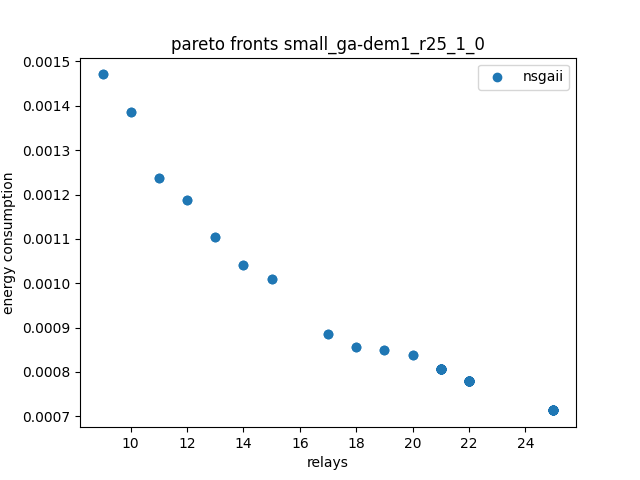 pareto fronts small_ga-dem1_r25_1_0
nsgaii
0.0015
0.0014
0.0013
0.0012
0.0011
0.0010
0.0009
0.0008
0.0007
energy consumption
10 12 14 16 18 20 22 24
relays